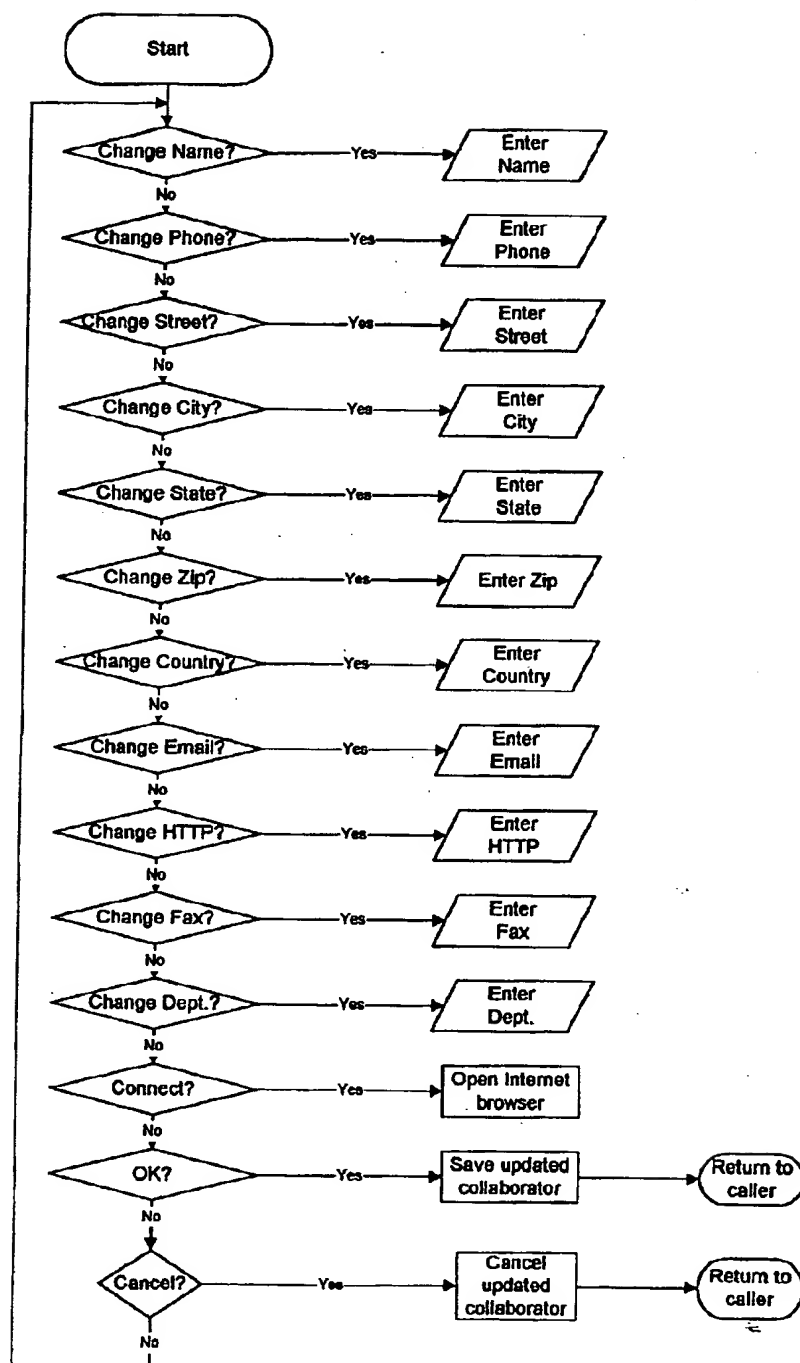 Start
Change Name?
Yes
Enter
Name
No
Change Phone?
Yes
Enter
Phone
No
Change Street?
Yes
Enter
Street
No
Change City?
Yes
Enter
City
No
Change State?
Yes
Enter
State
No
Change Zip?
Yes
Enter Zip
No
Change Country?
Yes
Enter
Country
No
Change Email?
Yes
Enter
Email
No
Change HTTP?
Yes
Enter
HTTP
No
Change Fax?
Yes
Enter
Fax
No
Change Dept.?
Yes
Enter
Dept.
No
Connect?
Yes
Open Internet
browser
No
OK?
Yes
Save updated
collaborator
Return to
caller
No
Cancel?
Yes
Cancel
updated
collaborator
Return to
caller
No